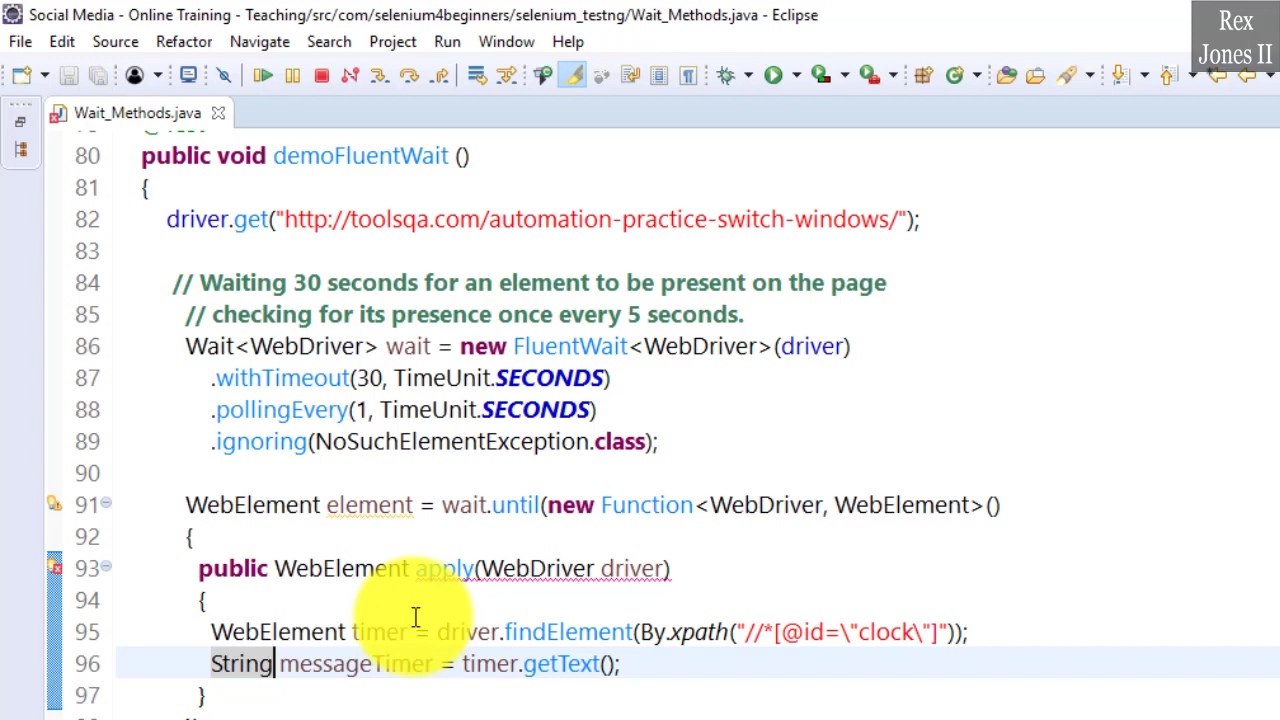 Social Media - Online Training - Teaching/src/com/selenium4beginners/selenium_testng/Wait_Methods.java - Eclipse
Rex
Jones II
File Edit Source Refactor Navigate Search Project Run Window Help
Wait_Methods.java
80 public void demoFluentWait ()
81 {
82 driver.get("http://toolsqa.com/automation-practice-switch-windows/");
83
84 // Waiting 30 seconds for an element to be present on the page
85 // checking for its presence once every 5 seconds.
86 Wait<WebDriver> wait = new FluentWait<WebDriver>(driver)
87 .withTimeout(30, TimeUnit.SECONDS)
88 .pollingEvery(1, TimeUnit.SECONDS)
89 .ignoring(NoSuchElementException.class);
90
91 WebElement element = wait.until(new Function<WebDriver, WebElement>()
92 {
93 public WebElement apply(WebDriver driver)
94 {
95 WebElement timer = driver.findElement(By.xpath("//*[@id=\"clock\"]"));
96 String messageTimer = timer.getText();
97 }